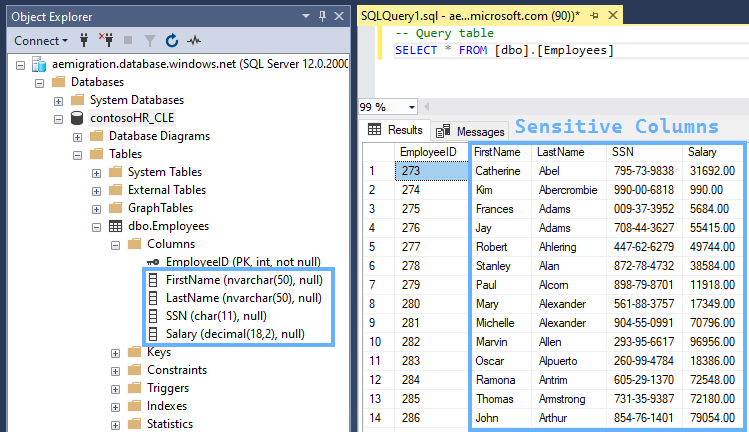 Object Explorer
Connect
aemigration.database.windows.net (SQL Server 12.0.2000
Databases
System Databases
contosoHR_CLE
Database Diagrams
Tables
System Tables
External Tables
GraphTables
dbo.Employees
Columns
EmployeeID (PK, int, not null)
FirstName (nvarchar(50), null)
LastName (nvarchar(50), null)
SSN (char(11), null)
Salary (decimal(18,2), null)
Keys
Constraints
Triggers
Indexes
Statistics
SQLQuery1.sql - ae...microsoft.com (90))*
-- Query table
SELECT * FROM [dbo].[Employees]
99 %
Results Messages Sensitive Columns
EmployeeID FirstName LastName SSN Salary
1 273 Catherine Abel 795-73-9838 31692.00
2 274 Kim Abercrombie 990-00-6818 990.00
3 275 Frances Adams 009-37-3952 5684.00
4 276 Jay Adams 708-44-3627 55415.00
5 277 Robert Ahlering 447-62-6279 49744.00
6 278 Stanley Alan 872-78-4732 38584.00
7 279 Paul Alcorn 898-79-8701 11918.00
8 280 Mary Alexander 561-88-3757 17349.00
9 281 Michelle Alexander 904-55-0991 70796.00
10 282 Marvin Allen 293-95-6617 96956.00
11 283 Oscar Alpuerto 260-99-4784 18386.00
12 284 Ramona Antrim 605-29-1370 72548.00
13 285 Thomas Armstrong 731-35-9387 72180.00
14 286 John Arthur 854-76-1401 79054.00